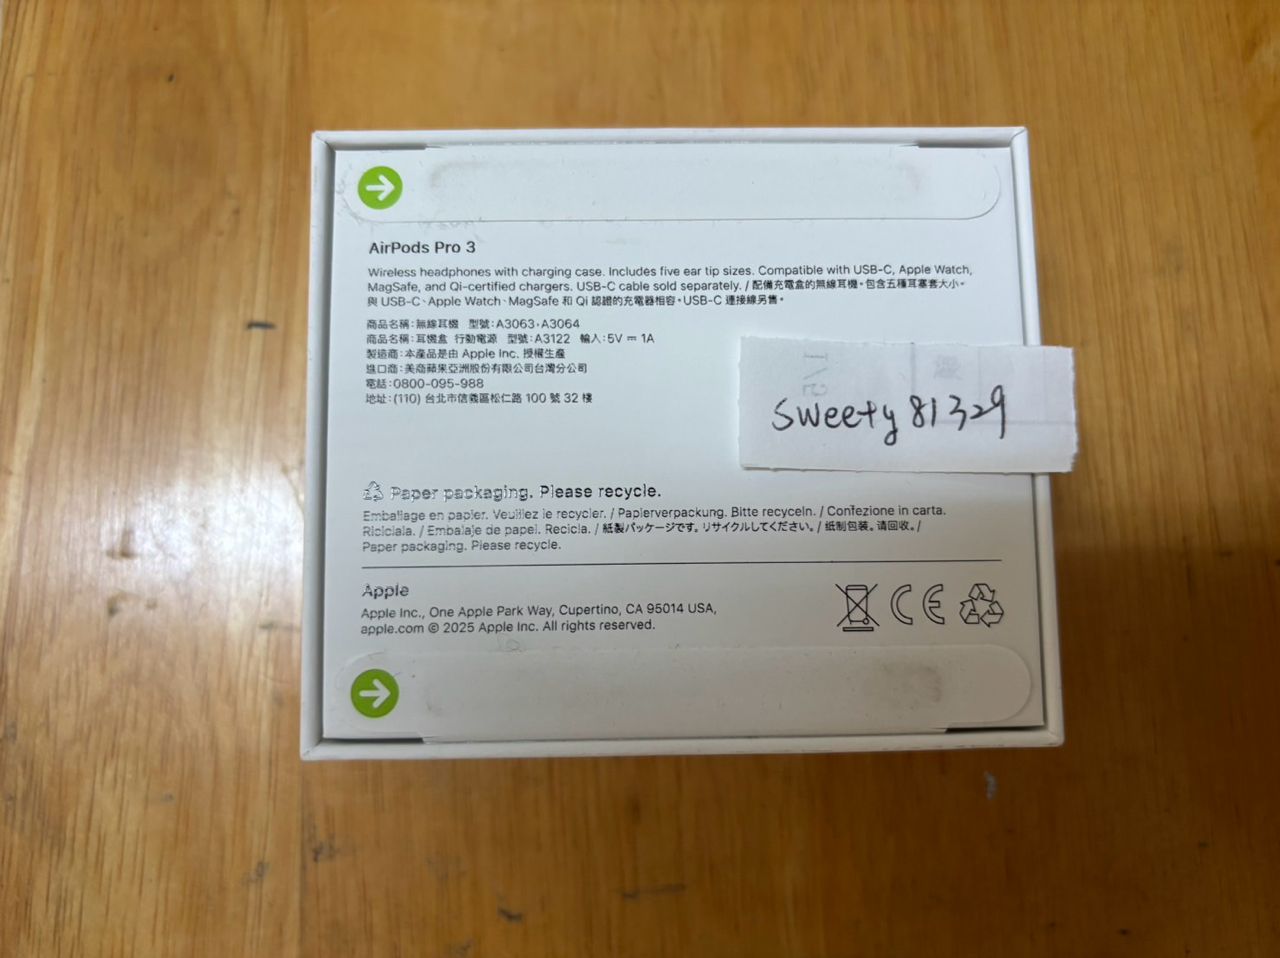 AirPods Pro 3
Wireless headphones with charging case. Includes five ear tip sizes. Compatible with USB-C, Apple Watch,
MagSafe, and Qi-certified chargers. USB-C cable sold separately. / 配備充電盒的無線耳機。包含五種耳塞套大小。
與 USB-C、Apple Watch、MagSafe 和 Qi 認證的充電器相容。USB-C 連接線另售。
商品名稱：無線耳機 型號：A3063，A3064
商品名稱：耳機盒 行動電源 型號：A3122 輸入：5V ⎓ 1A
製造商：本產品是由 Apple Inc. 授權生產
進口商：美商蘋果亞洲股份有限公司台灣分公司
電話：0800-095-988
地址：(110) 台北市信義區松仁路 100 號 32 樓
sweety81329
Paper packaging. Please recycle.
Emballage en papier. Veuillez le recycler. / Papierverpackung. Bitte recyceln. / Confezione in carta.
Riciclala. / Embalaje de papel. Recicla. / 紙製パッケージです。リサイクルしてください。/ 纸制包装。请回收。/
Paper packaging. Please recycle.
Apple
Apple Inc., One Apple Park Way, Cupertino, CA 95014 USA,
apple.com © 2025 Apple Inc. All rights reserved.
CE